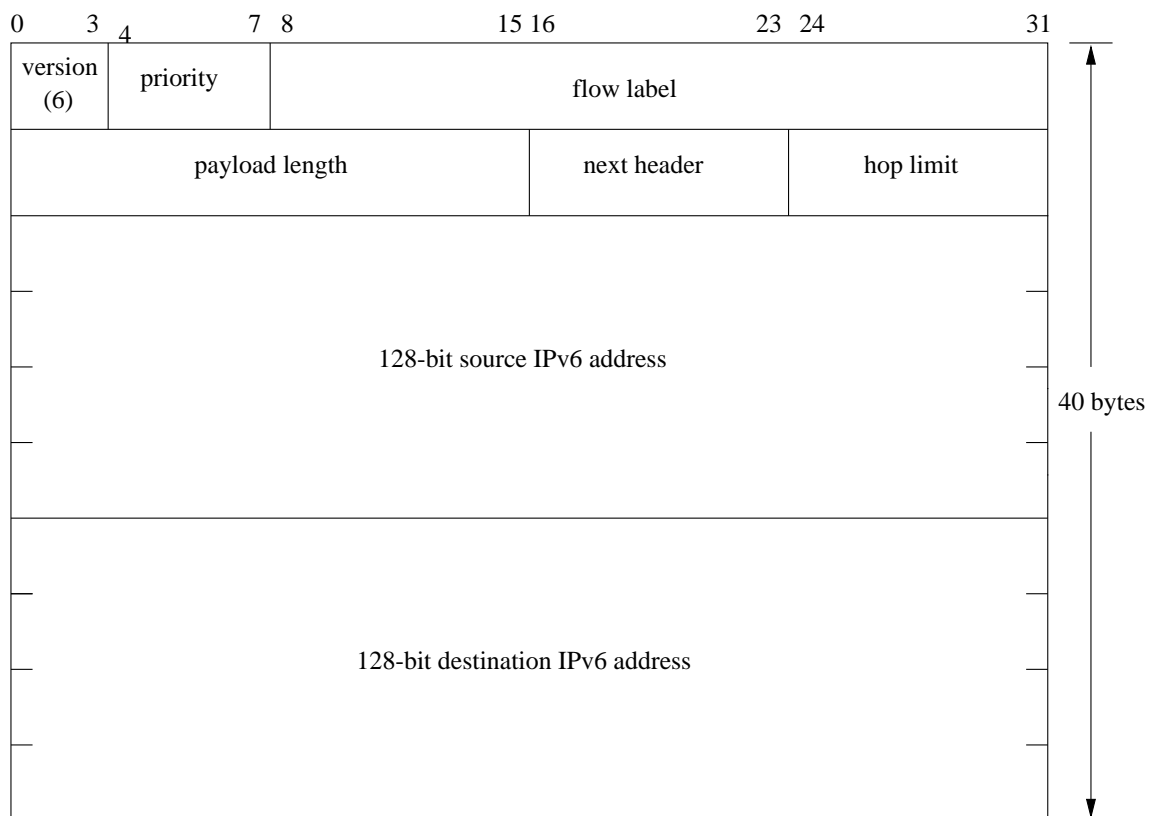 0 3 4 7 8 15 16 23 24 31
version
(6)
priority
flow label
payload length
next header
hop limit
128-bit source IPv6 address
40 bytes
128-bit destination IPv6 address